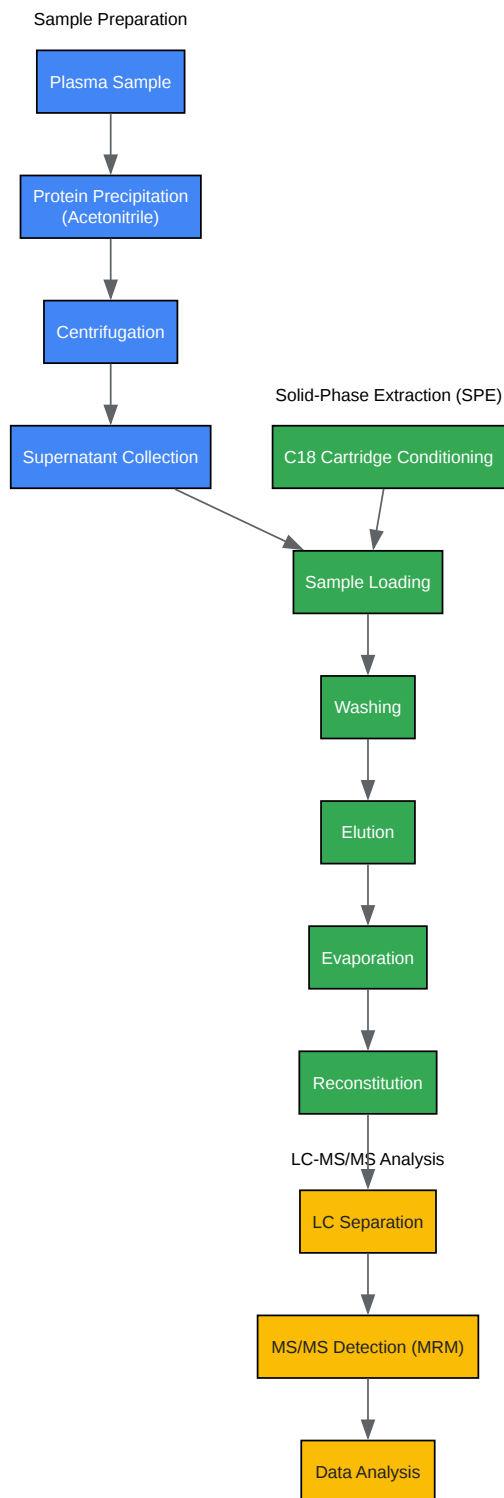 Sample Preparation
Plasma Sample
Protein Precipitation
(Acetonitrile)
Centrifugation
Supernatant Collection
Solid-Phase Extraction (SPE)
C18 Cartridge Conditioning
Sample Loading
Washing
Elution
Evaporation
Reconstitution
LC-MS/MS Analysis
LC Separation
MS/MS Detection (MRM)
Data Analysis